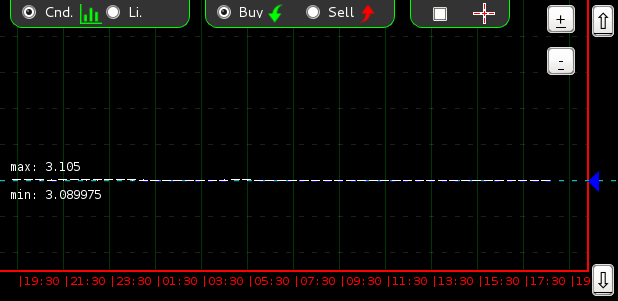 Cnd. Li. Buy Sell
+
-
max: 3.105
min: 3.089975
|19:30 |21:30 |23:30 |01:30 |03:30 |05:30 |07:30 |09:30 |11:30 |13:30 |15:30 |17:30 |19